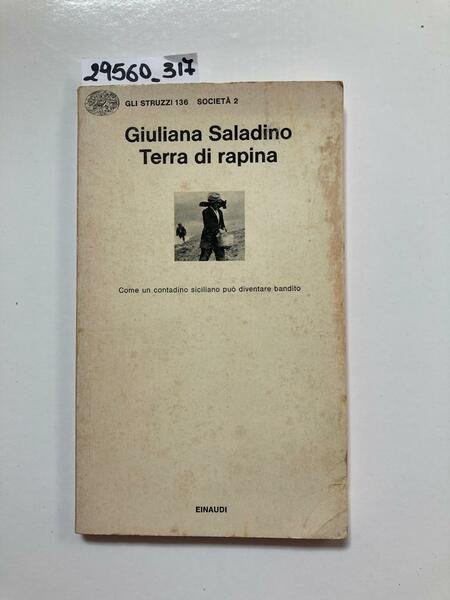 29560_317
GLI STRUZZI 136 SOCIETÀ 2
Giuliana Saladino
Terra di rapina
Come un contadino siciliano può diventare bandito
EINAUDI